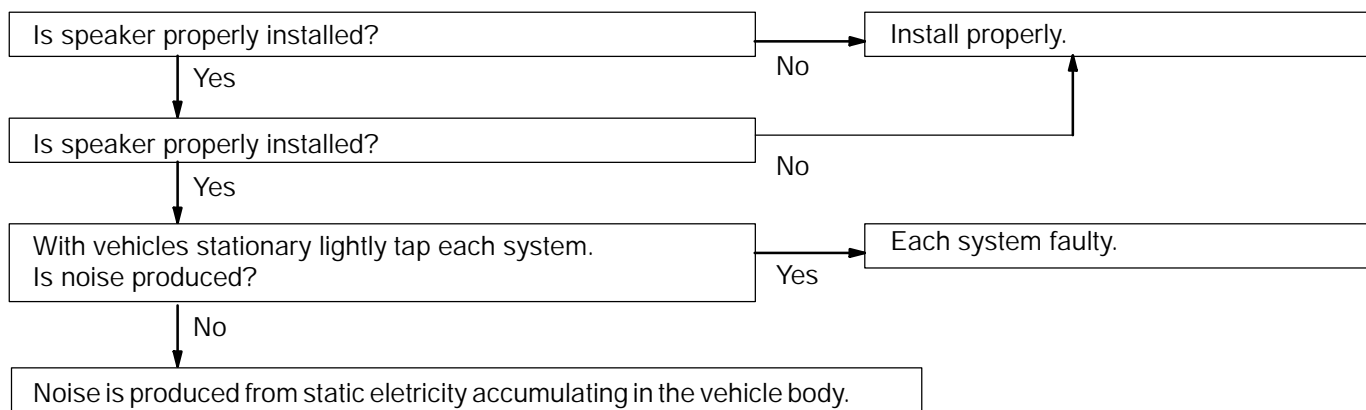 Is speaker properly installed?
Install properly.
No
Yes
Is speaker properly installed?
No
Yes
With vehicles stationary lightly tap each system.
Is noise produced?
Each system faulty.
Yes
No
Noise is produced from static eletricity accumulating in the vehicle body.